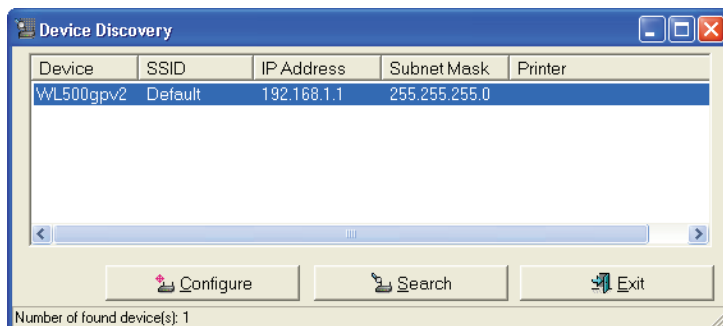 Device Discovery
Device SSID IP Address Subnet Mask Printer
WL500gpv2 Default 192.168.1.1 255.255.255.0
Configure Search Exit
Number of found device(s): 1